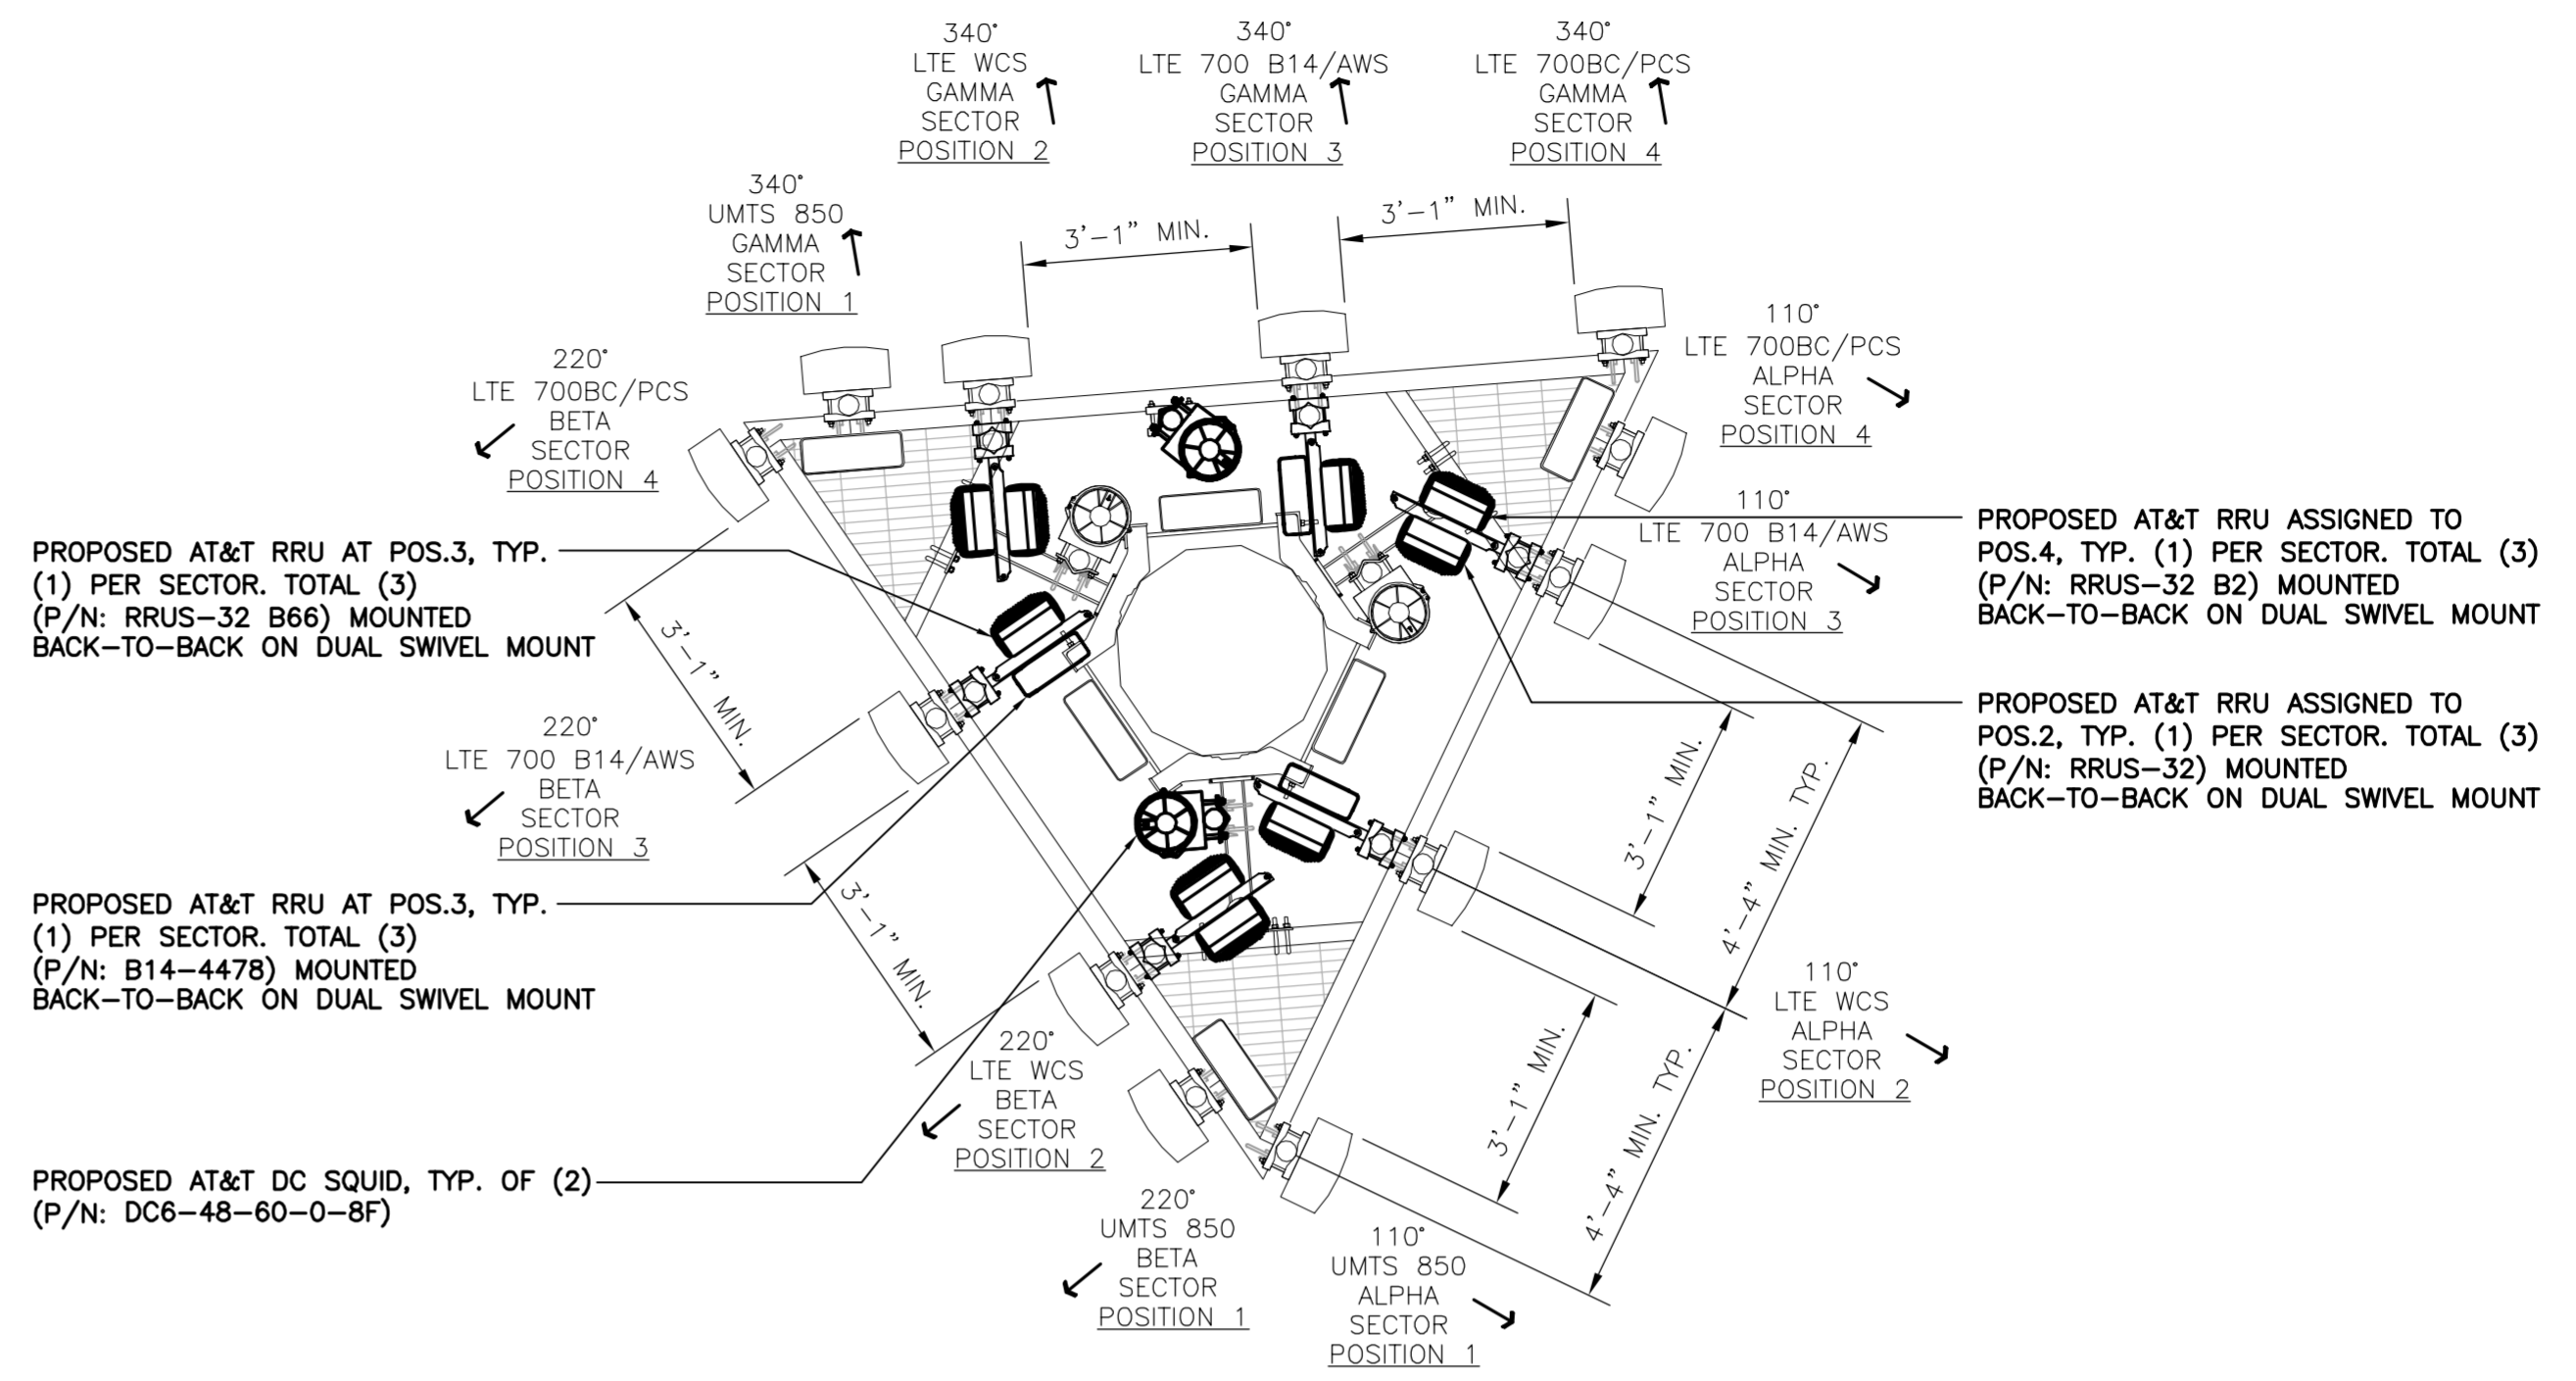 340°
LTE WCS
GAMMA
SECTOR
POSITION 2
340°
LTE 700 B14/AWS
GAMMA
SECTOR
POSITION 3
340°
LTE 700BC/PCS
GAMMA
SECTOR
POSITION 4
340°
UMTS 850
GAMMA
SECTOR
POSITION 1
3'-1" MIN.
3'-1" MIN.
220°
LTE 700BC/PCS
BETA
SECTOR
POSITION 4
110°
LTE 700BC/PCS
ALPHA
SECTOR
POSITION 4
110°
LTE 700 B14/AWS
ALPHA
SECTOR
POSITION 3
PROPOSED AT&T RRU AT POS.3, TYP.
(1) PER SECTOR. TOTAL (3)
(P/N: RRUS-32 B66) MOUNTED
BACK-TO-BACK ON DUAL SWIVEL MOUNT
PROPOSED AT&T RRU ASSIGNED TO
POS.4, TYP. (1) PER SECTOR. TOTAL (3)
(P/N: RRUS-32 B2) MOUNTED
BACK-TO-BACK ON DUAL SWIVEL MOUNT
3'-1" MIN.
220°
LTE 700 B14/AWS
BETA
SECTOR
POSITION 3
PROPOSED AT&T RRU ASSIGNED TO
POS.2, TYP. (1) PER SECTOR. TOTAL (3)
(P/N: RRUS-32) MOUNTED
BACK-TO-BACK ON DUAL SWIVEL MOUNT
3'-1" MIN.
4'-4" MIN. TYP.
PROPOSED AT&T RRU AT POS.3, TYP.
(1) PER SECTOR. TOTAL (3)
(P/N: B14-4478) MOUNTED
BACK-TO-BACK ON DUAL SWIVEL MOUNT
3'-1" MIN.
110°
LTE WCS
ALPHA
SECTOR
POSITION 2
220°
LTE WCS
BETA
SECTOR
POSITION 2
3'-1" MIN.
4'-4" MIN. TYP.
PROPOSED AT&T DC SQUID, TYP. OF (2)
(P/N: DC6-48-60-0-8F)
220°
UMTS 850
BETA
SECTOR
POSITION 1
110°
UMTS 850
ALPHA
SECTOR
POSITION 1